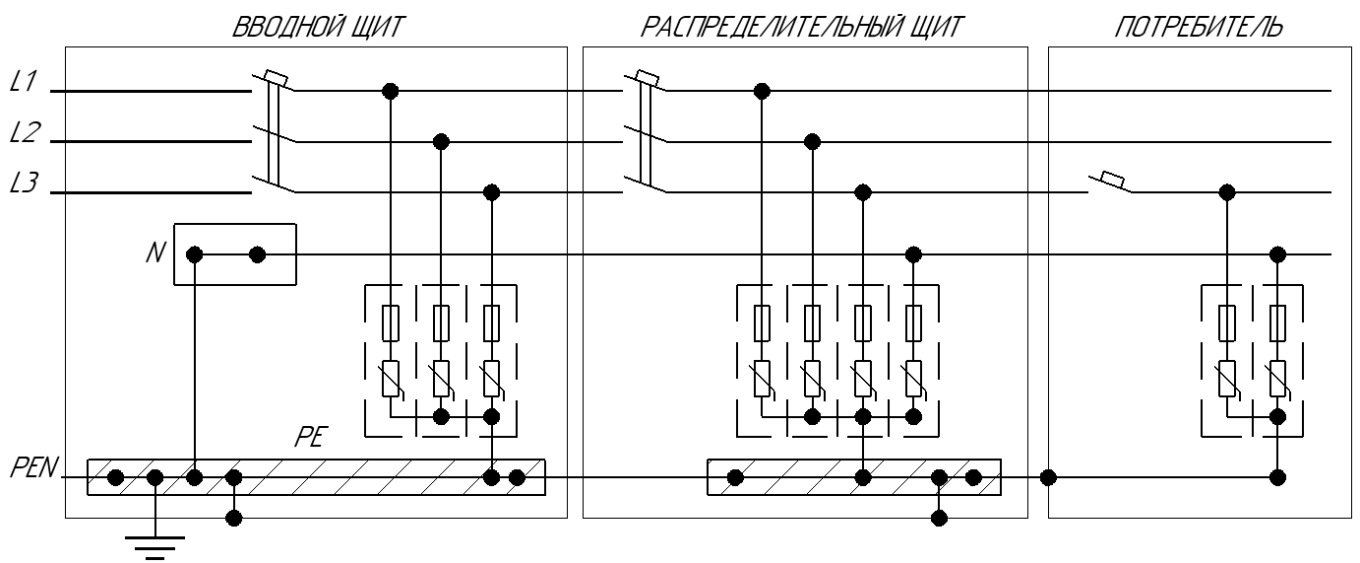 ВВОДНОЙ ЩИТ
РАСПРЕДЕЛИТЕЛЬНЫЙ ЩИТ
ПОТРЕБИТЕЛЬ
L1
L2
L3
N
PE
PEN